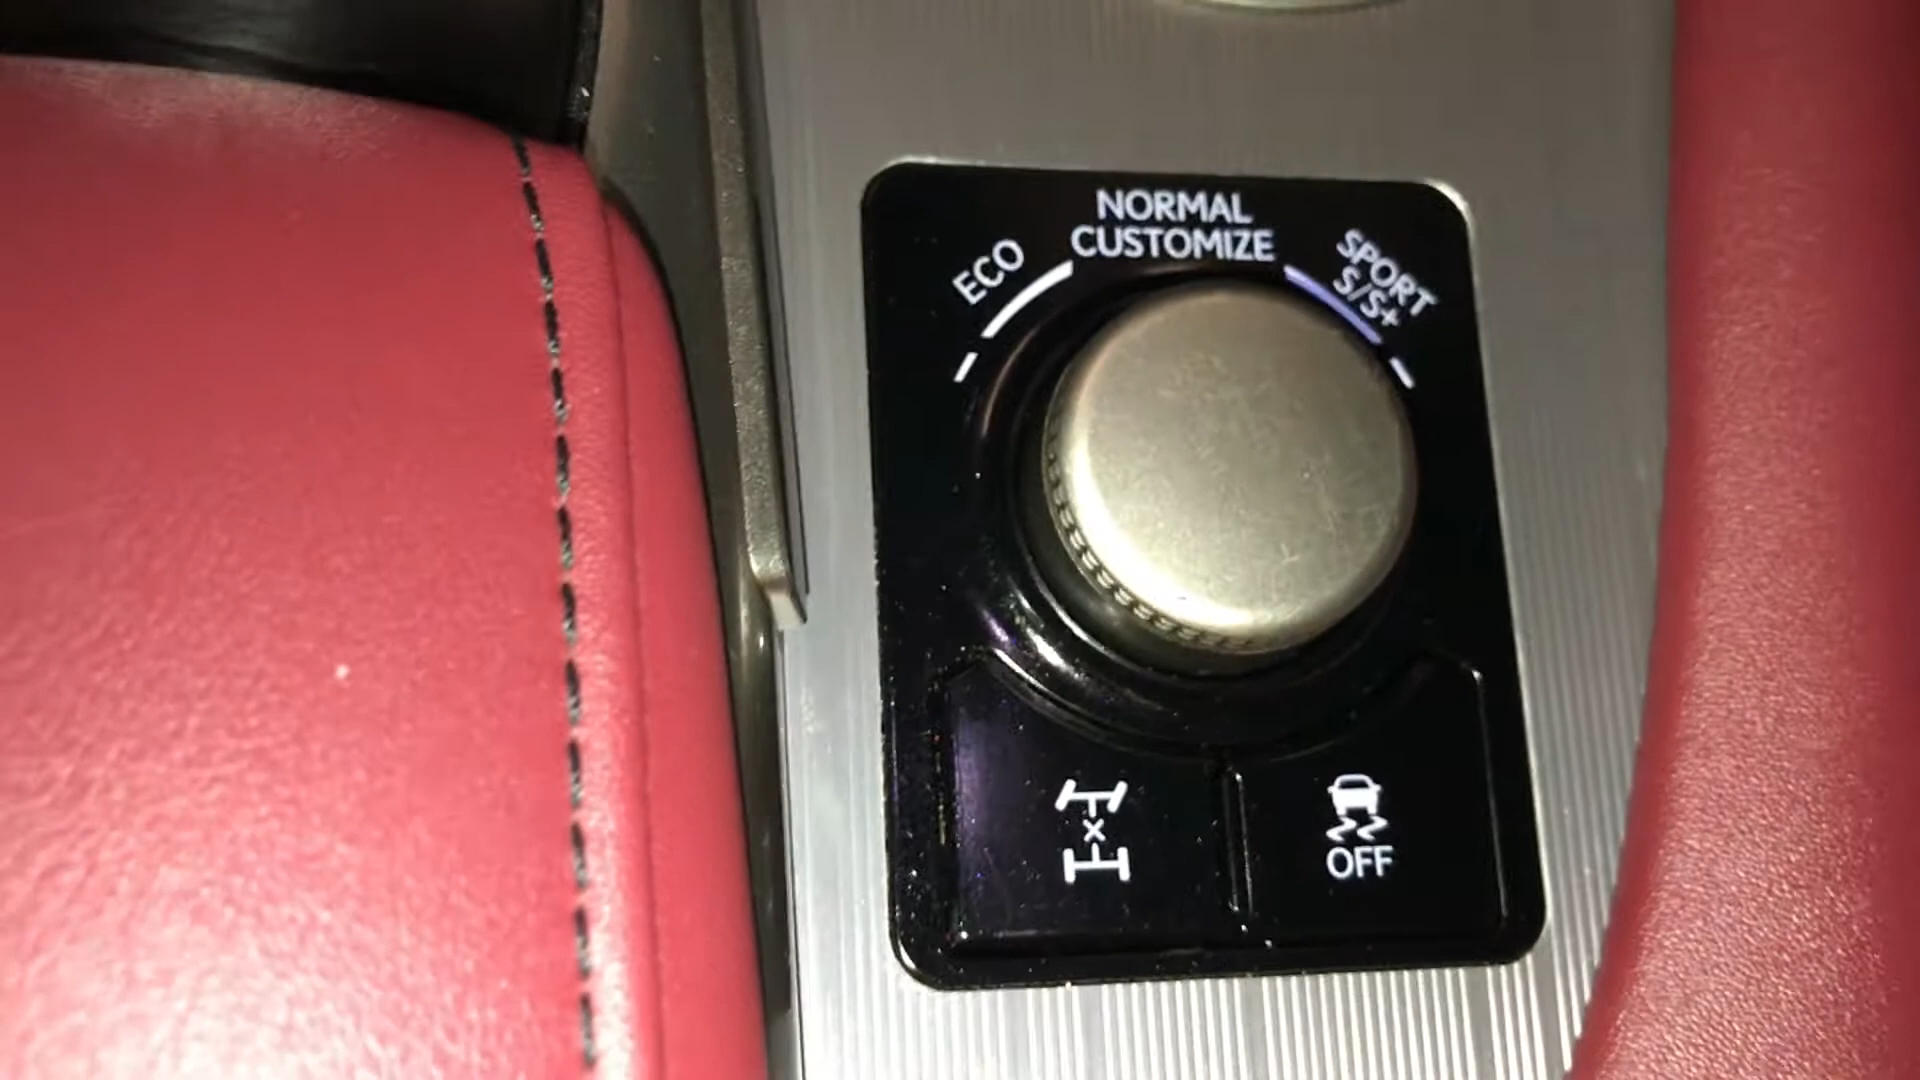 NORMAL
CUSTOMIZE
ECO
SPORT
S/S+
OFF